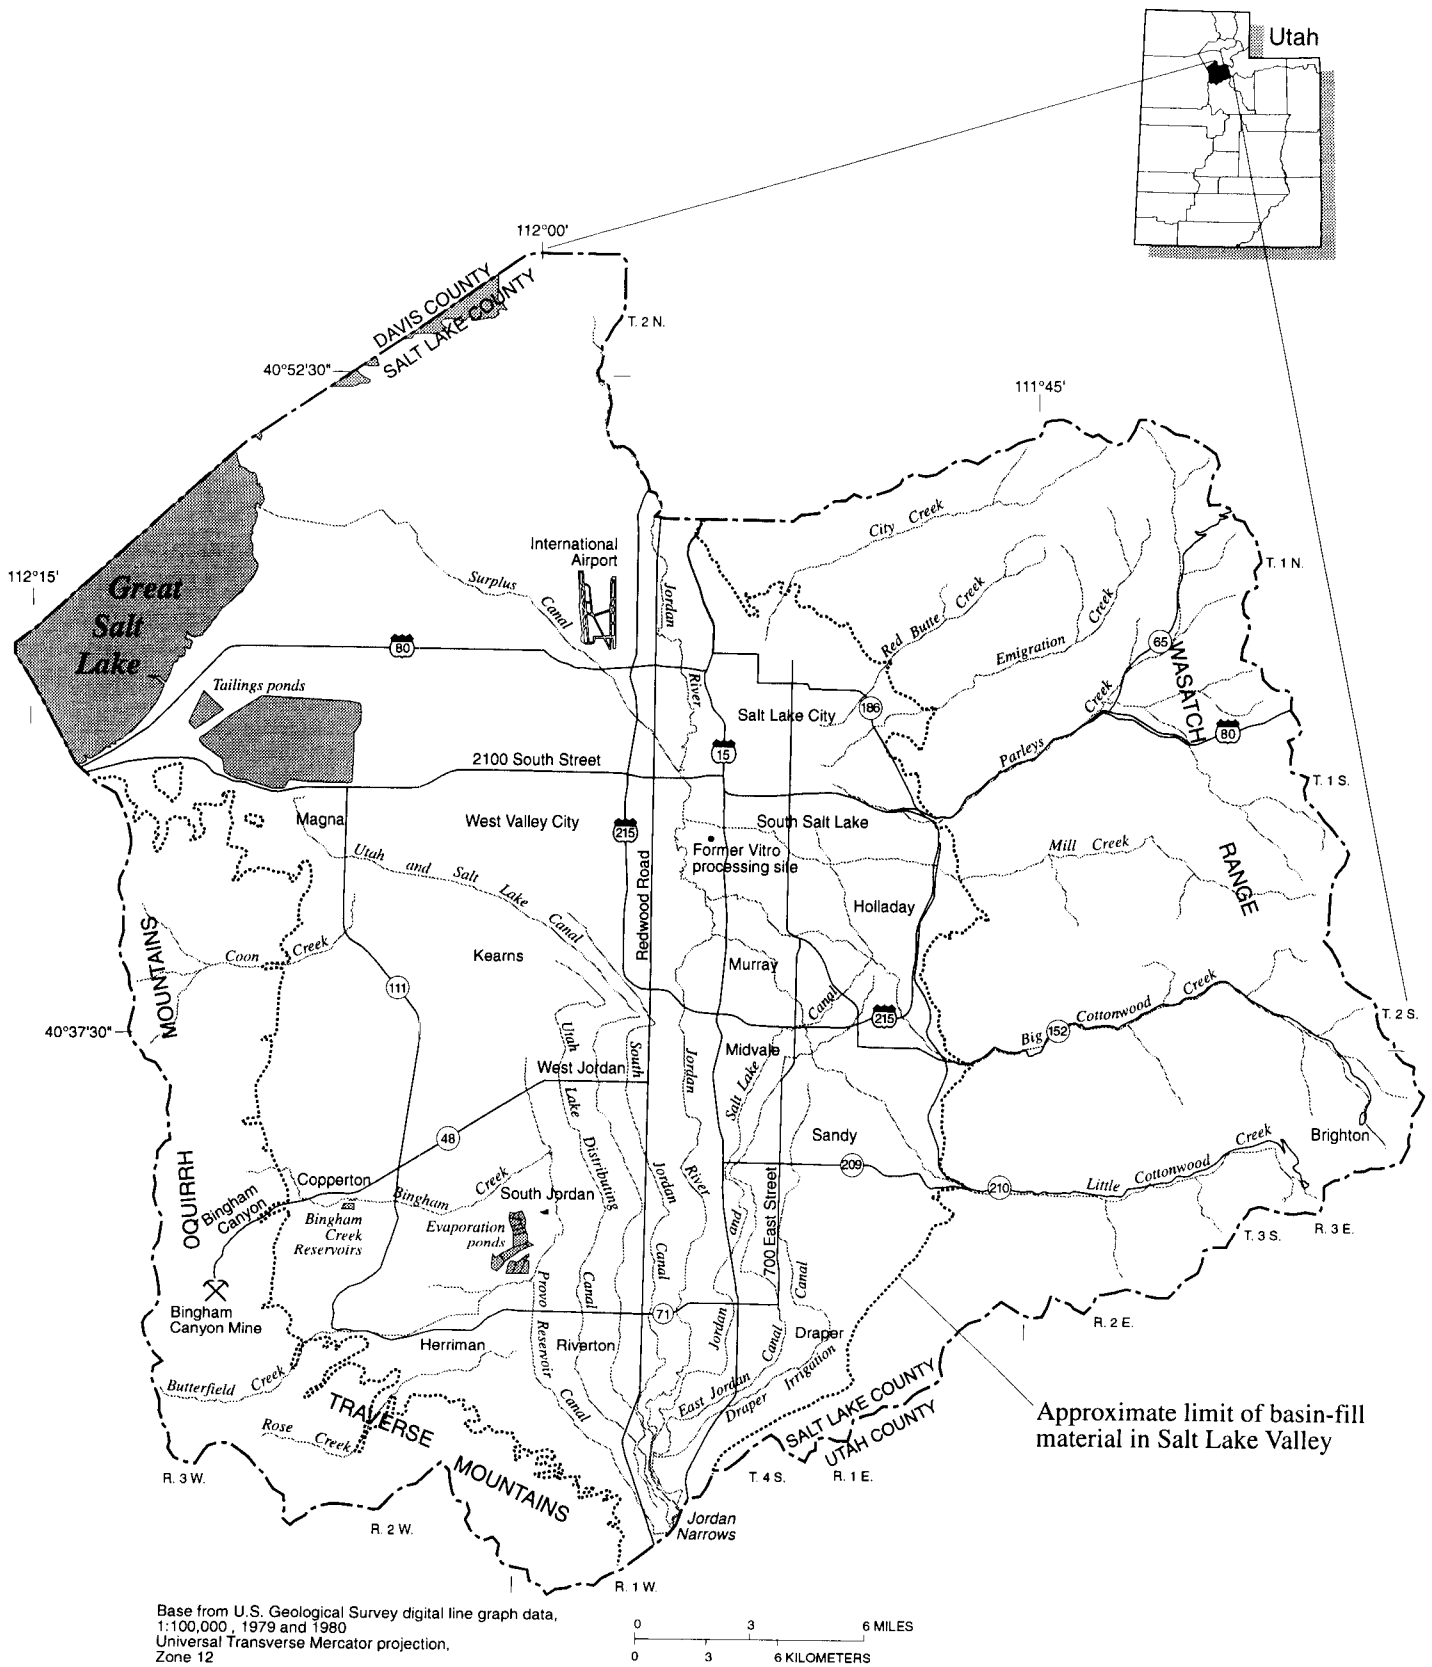 Utah
112°00'
DAVIS COUNTY
SALT LAKE COUNTY
T. 2 N.
40°52'30"
111°45'
City Creek
International
Airport
112°15'
Great
Salt
Lake
Surplus
Canal
Jordan
River
Red Butte Creek
Emigration Creek
T. 1 N.
65
WASATCH
RANGE
80
Tailings ponds
Salt Lake City
186
Parleys Creek
80
15
2100 South Street
T. 1 S.
Magna
West Valley City
215
South Salt Lake
Former Vitro
processing site
Mill Creek
Utah and Salt Lake Canal
Redwood Road
Holladay
MOUNTAINS
OQUIRRH
Coon Creek
Kearns
Murray
111
Canal
215
Big
152
Cottonwood Creek
T. 2 S.
40°37'30"
Utah
Lake
Distributing
Canal
South
Jordan
Canal
Jordan
River
Midvale
West Jordan
Salt Lake
and
Jordan
48
Sandy
Brighton
209
210
Little Cottonwood Creek
Copperton
Bingham
Canyon
Bingham Creek
South Jordan
Bingham
Creek
Reservoirs
Evaporation
ponds
700 East Street
T. 3 S.
R. 3 E.
Bingham
Canyon Mine
Provo
Reservoir
Canal
71
Canal
R. 2 E.
Herriman
Riverton
Draper
Butterfield Creek
East Jordan Canal
Draper Irrigation
TRAVERSE
MOUNTAINS
Rose Creek
SALT LAKE COUNTY
UTAH COUNTY
Approximate limit of basin-fill
material in Salt Lake Valley
R. 3 W.
T. 4 S.
R. 1 E.
R. 2 W.
Jordan
Narrows
R. 1 W.
Base from U.S. Geological Survey digital line graph data,
1:100,000 , 1979 and 1980
Universal Transverse Mercator projection,
Zone 12
0 3 6 MILES
0 3 6 KILOMETERS